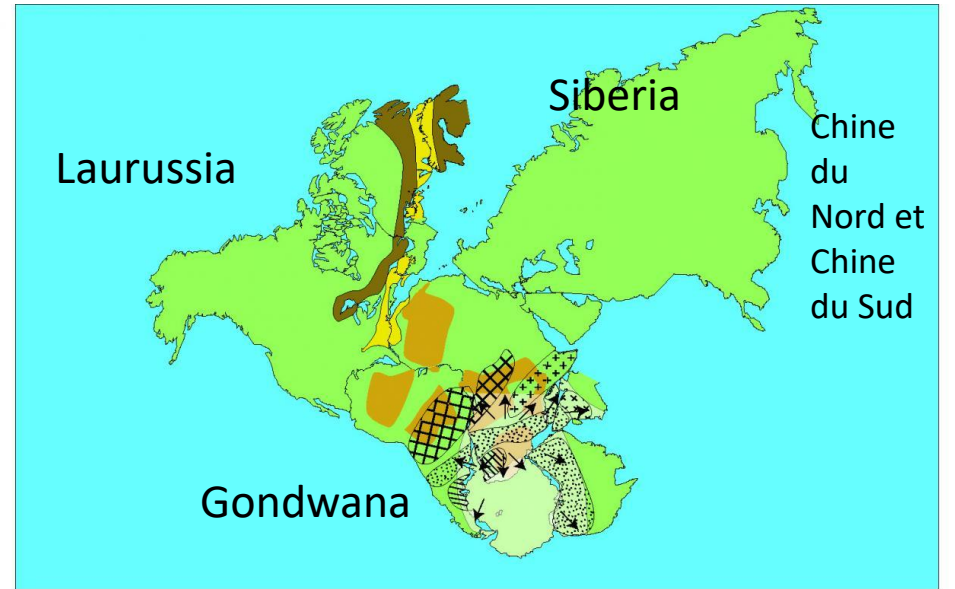 Siberia
Laurussia
Chine
du
Nord et
Chine
du Sud
Gondwana